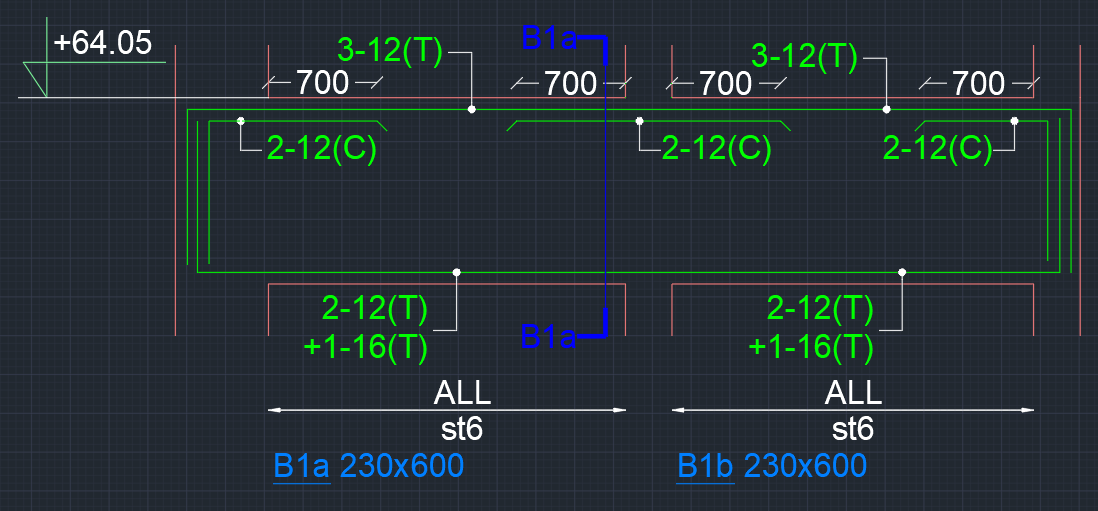 +64.05
3-12(T)
B1a
3-12(T)
700
700
700
700
2-12(C)
2-12(C)
2-12(C)
2-12(T)
+1-16(T)
B1a
2-12(T)
+1-16(T)
ALL
st6
ALL
st6
B1a 230x600
B1b 230x600